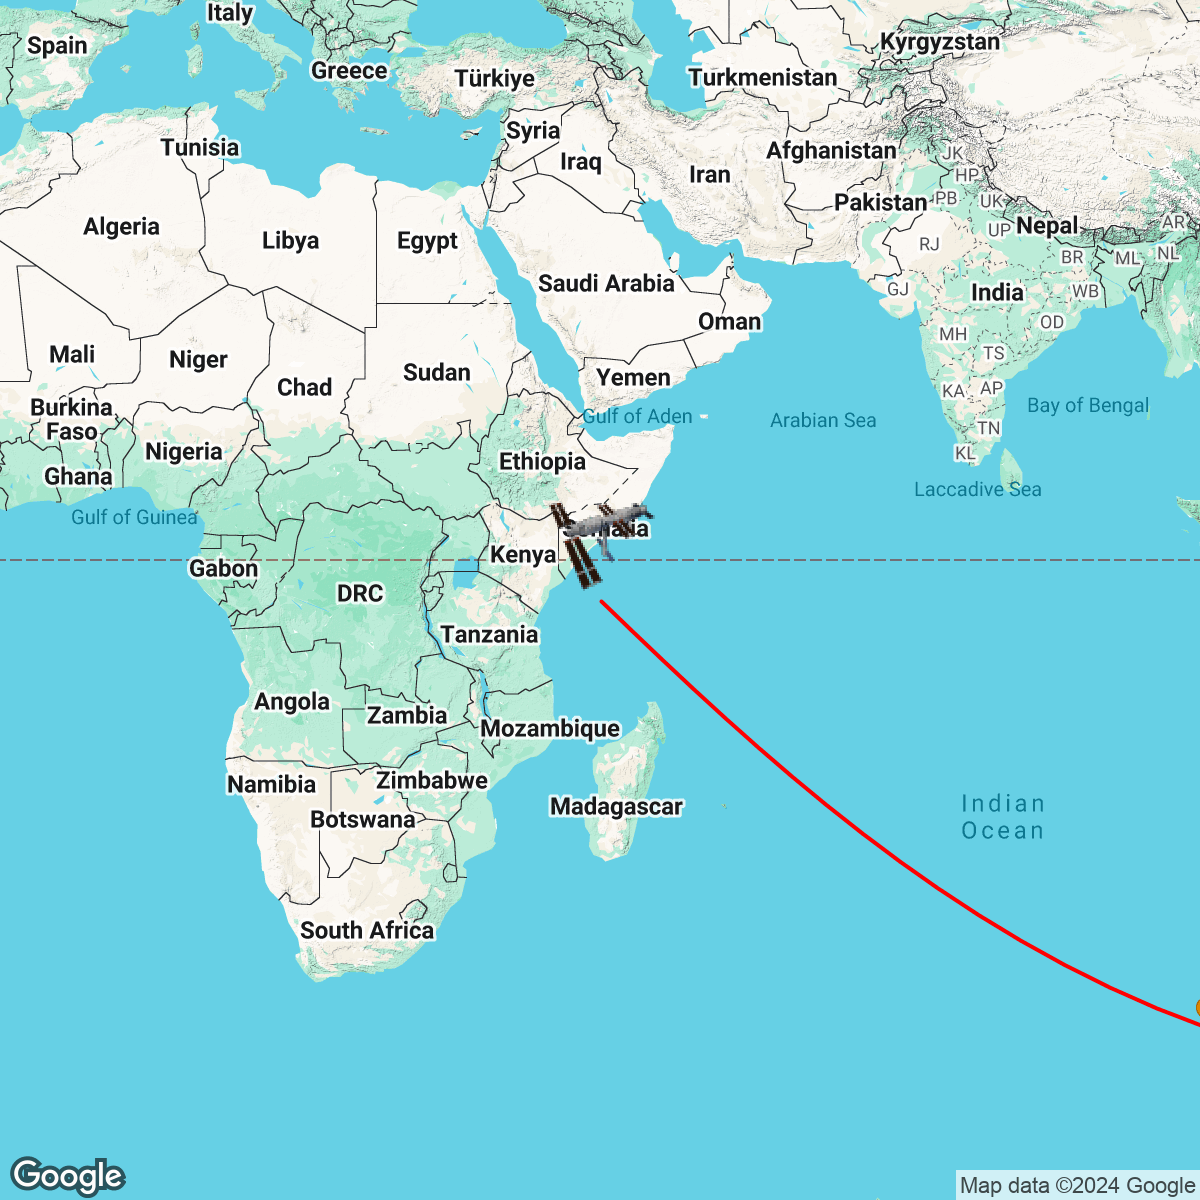 Italy
Spain
Kyrgyzstan
Greece
Türkiye
Turkmenistan
Syria
Tunisia
Iraq
Afghanistan
JK
Iran
HP
Pakistan
PB
UK
Algeria
Libya
Egypt
RJ
UP
Nepal
AR
BR
ML
NL
Saudi Arabia
GJ
India
WB
Oman
OD
MH
Mali
Niger
TS
Chad
Sudan
Yemen
KA
AP
Burkina
Faso
Gulf of Aden
Arabian Sea
Bay of Bengal
TN
Nigeria
KL
Ethiopia
Ghana
Laccadive Sea
Gulf of Guinea
Somalia
Kenya
Gabon
DRC
Tanzania
Angola
Zambia
Mozambique
Namibia
Zimbabwe
Madagascar
Indian
Ocean
Botswana
South Africa
Google
Map data ©2024 Google